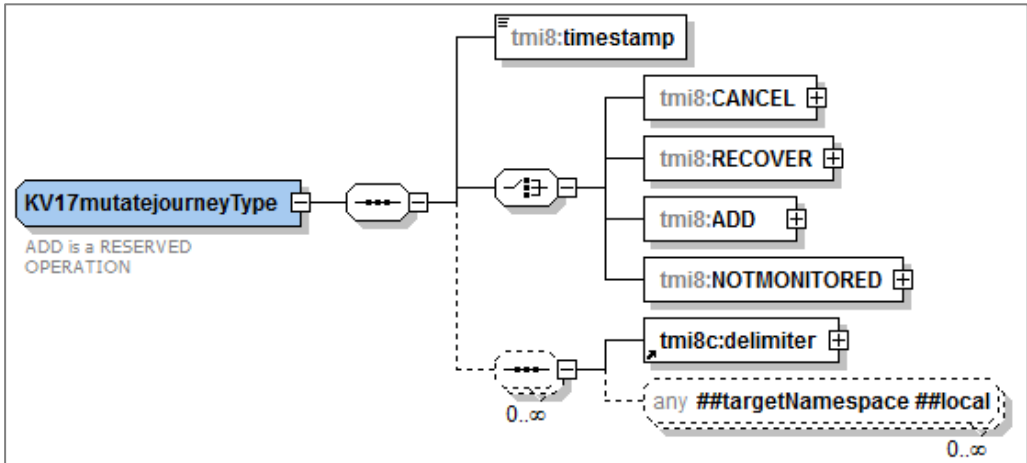 tmi8:timestamp
tmi8:CANCEL
tmi8:RECOVER
KV17mutatejourneyType
tmi8:ADD
ADD is a RESERVED
OPERATION
tmi8:NOTMONITORED
tmi8c:delimiter
0..∞
any ##targetNamespace ##local
0..∞